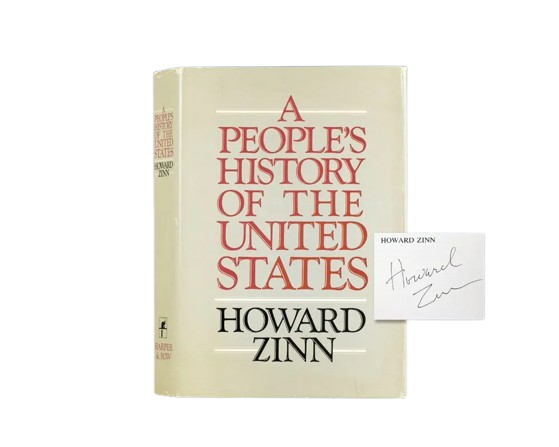 A
PEOPLE'S
HISTORY
OF THE
UNITED
STATES
HOWARD
ZINN
HARPER
& ROW
A
PEOPLE'S
HISTORY
OF THE
UNITED
STATES
HOWARD
ZINN
HOWARD ZINN
Howard
Zinn